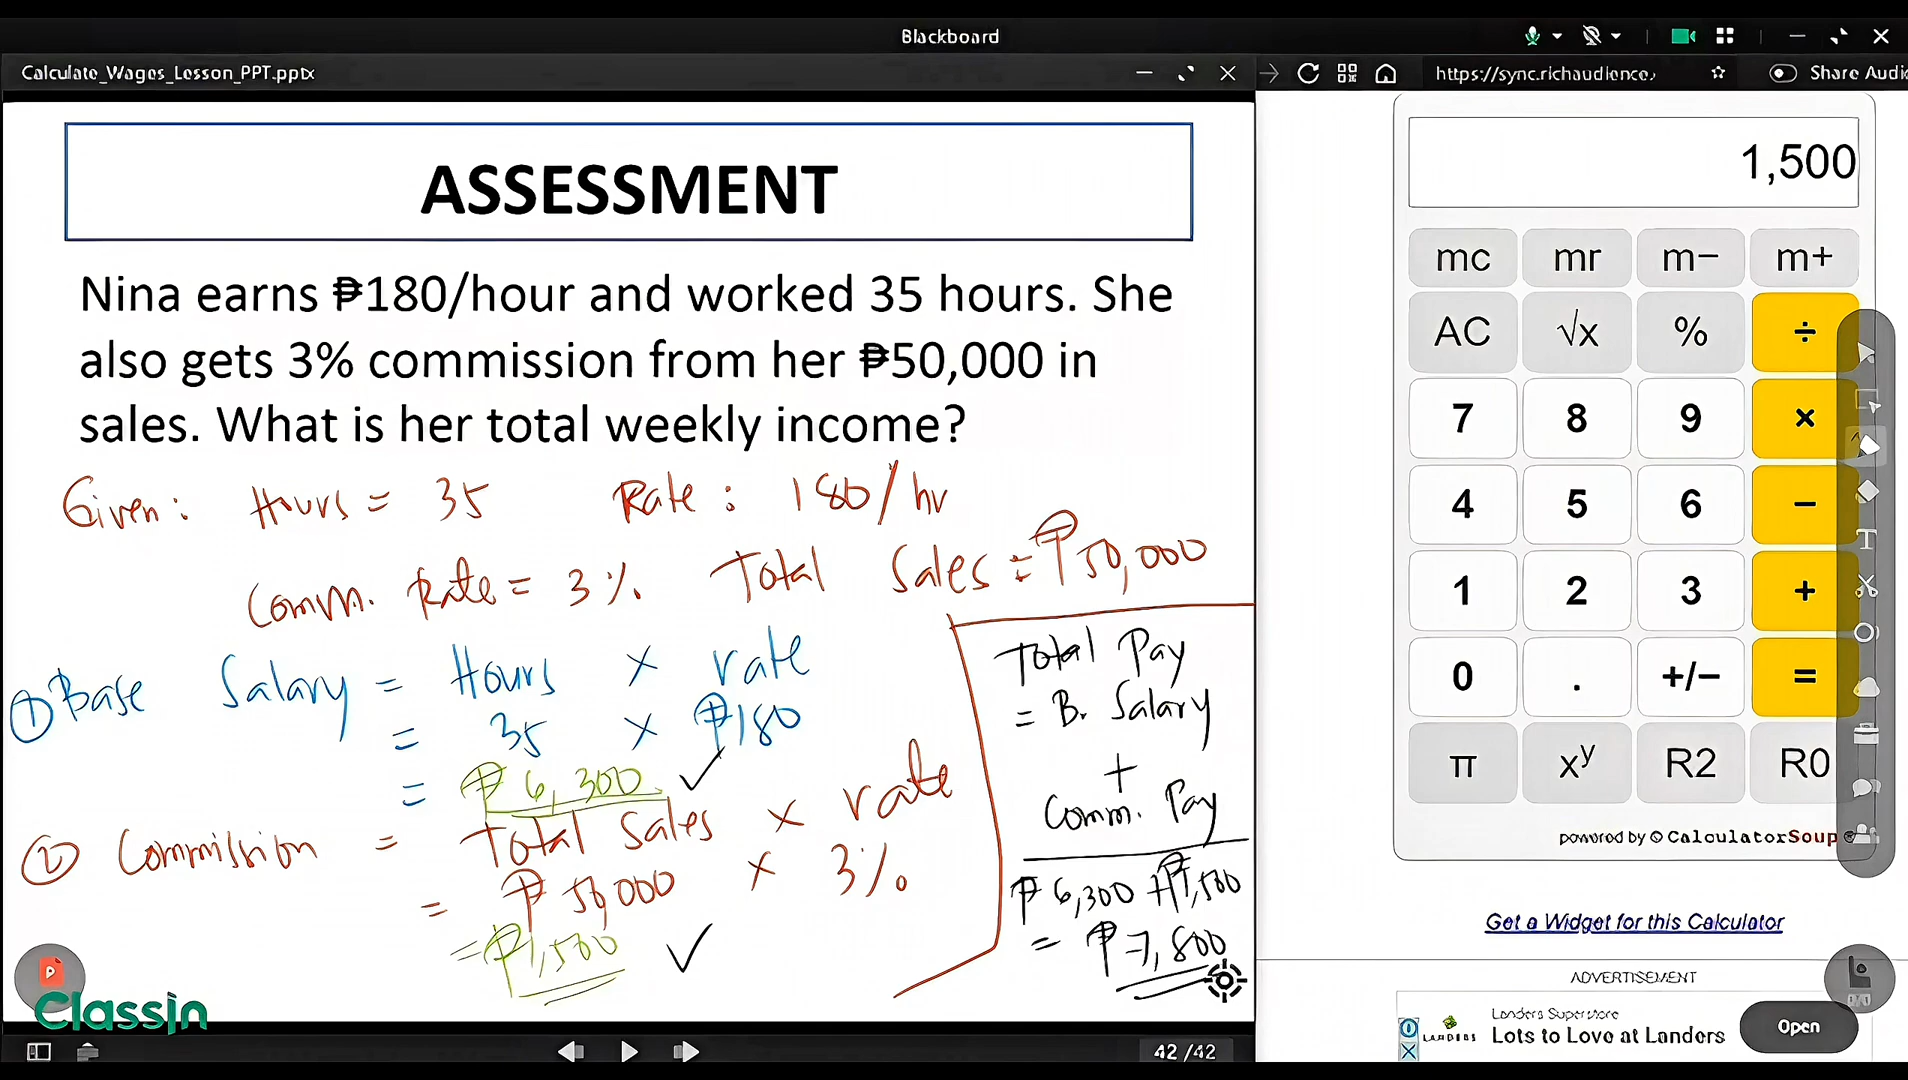 Blackboard
Calculate_Wages_Lesson_PPT.pptx
https://sync.richaudience.
Share Audi
ASSESSMENT
Nina earns ₱180/hour and worked 35 hours. She
also gets 3% commission from her ₱50,000 in
sales. What is her total weekly income?
Given: Hours = 35 Rate: 180/hr
Comm. Rate = 3% Total Sales = ₱50,000
① Base Salary = Hours × rate
= 35 × ₱180
= ₱6,300 ✓
② Commission = Total Sales × rate
= ₱50,000 × 3%
= ₱1,500 ✓
Total Pay
= B. Salary
+
Comm. Pay
₱6,300 + ₱1,500
= ₱7,800
ClassIn
42 /42
1,500
mc mr m− m+
AC √x % ÷
7 8 9 ×
4 5 6 −
1 2 3 +
0 . +/− =
π xʸ R2 R0
powered by © CalculatorSoup ®
Get a Widget for this Calculator
ADVERTISEMENT
0/0
LANDERS
Landers Superstore
Lots to Love at Landers
Open